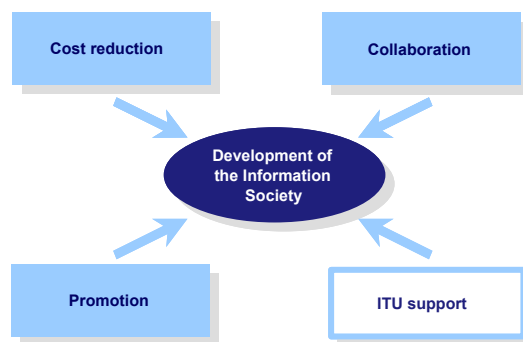 Cost reduction
Collaboration
Development of
the Information
Society
Promotion
ITU support